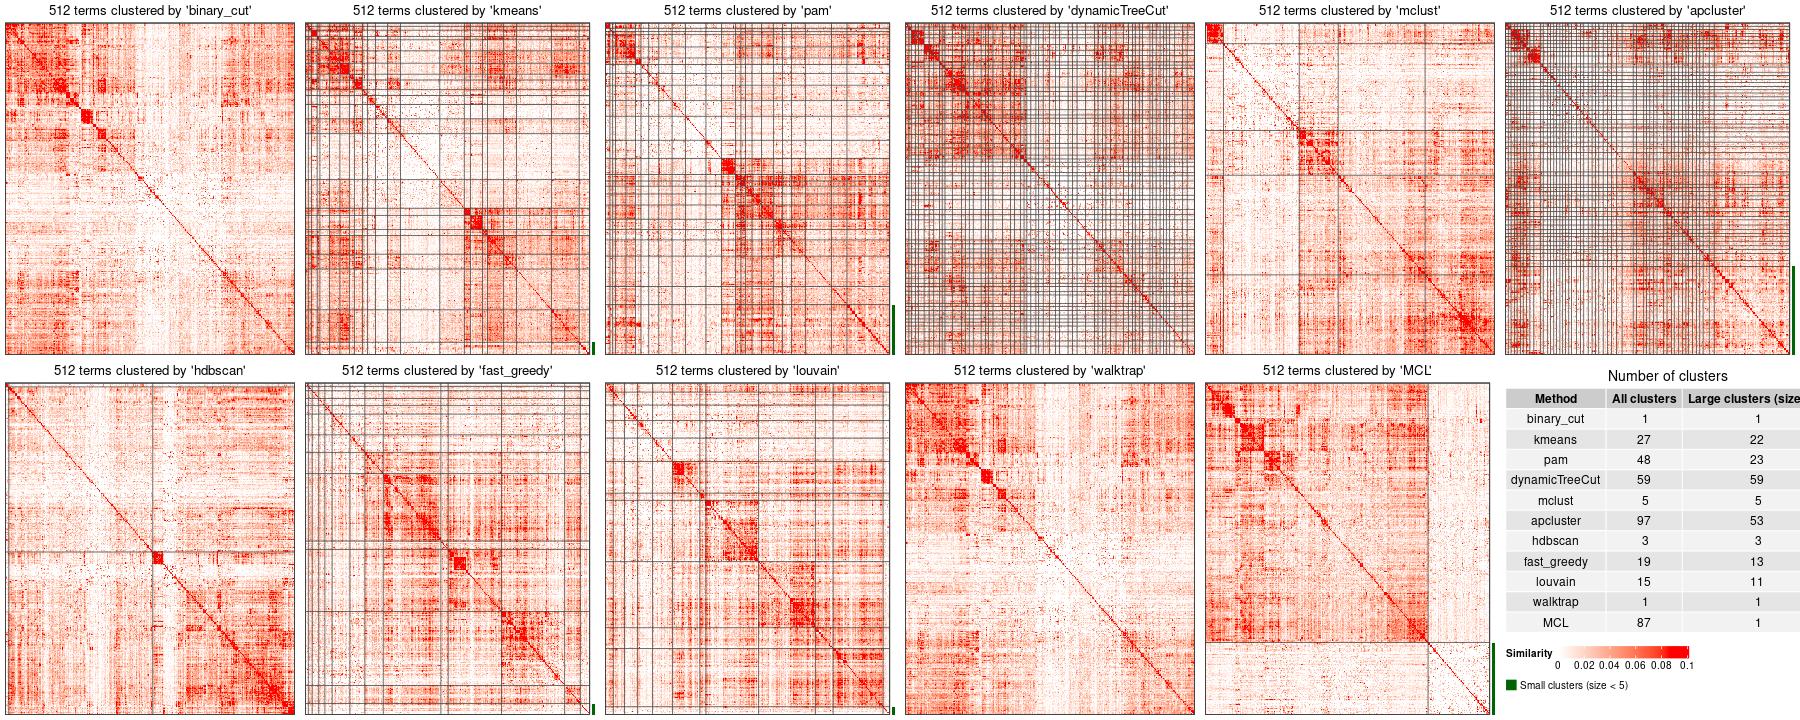 512 terms clustered by 'binary_cut'
512 terms clustered by 'kmeans'
512 terms clustered by 'pam'
512 terms clustered by 'dynamicTreeCut'
512 terms clustered by 'mclust'
512 terms clustered by 'apcluster'
512 terms clustered by 'hdbscan'
512 terms clustered by 'fast_greedy'
512 terms clustered by 'louvain'
512 terms clustered by 'walktrap'
512 terms clustered by 'MCL'
Number of clusters
Method All clusters Large clusters (size
binary_cut 1 1
kmeans 27 22
pam 48 23
dynamicTreeCut 59 59
mclust 5 5
apcluster 97 53
hdbscan 3 3
fast_greedy 19 13
louvain 15 11
walktrap 1 1
MCL 87 1
Similarity
0 0.02 0.04 0.06 0.08 0.1
Small clusters (size < 5)